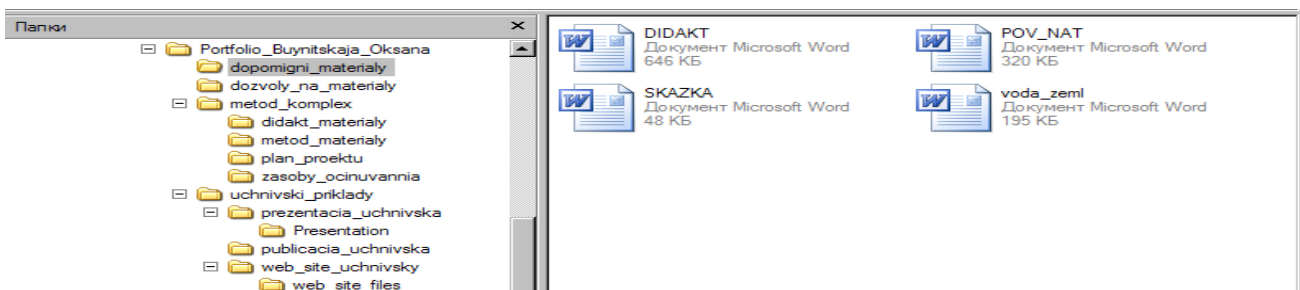 Папки
Portfolio_Buynitskaja_Oksana
dopomigni_materialy
dozvoly_na_materialy
metod_komplex
didakt_materialy
metod_materialy
plan_proektu
zasoby_ocinuvannia
uchnivski_priklady
prezentacia_uchnivska
Presentation
publicacia_uchnivska
web_site_uchnivsky
web_site_files
DIDAKT
Документ Microsoft Word
646 КБ
POV_NAT
Документ Microsoft Word
320 КБ
SKAZKA
Документ Microsoft Word
48 КБ
voda_zeml
Документ Microsoft Word
195 КБ